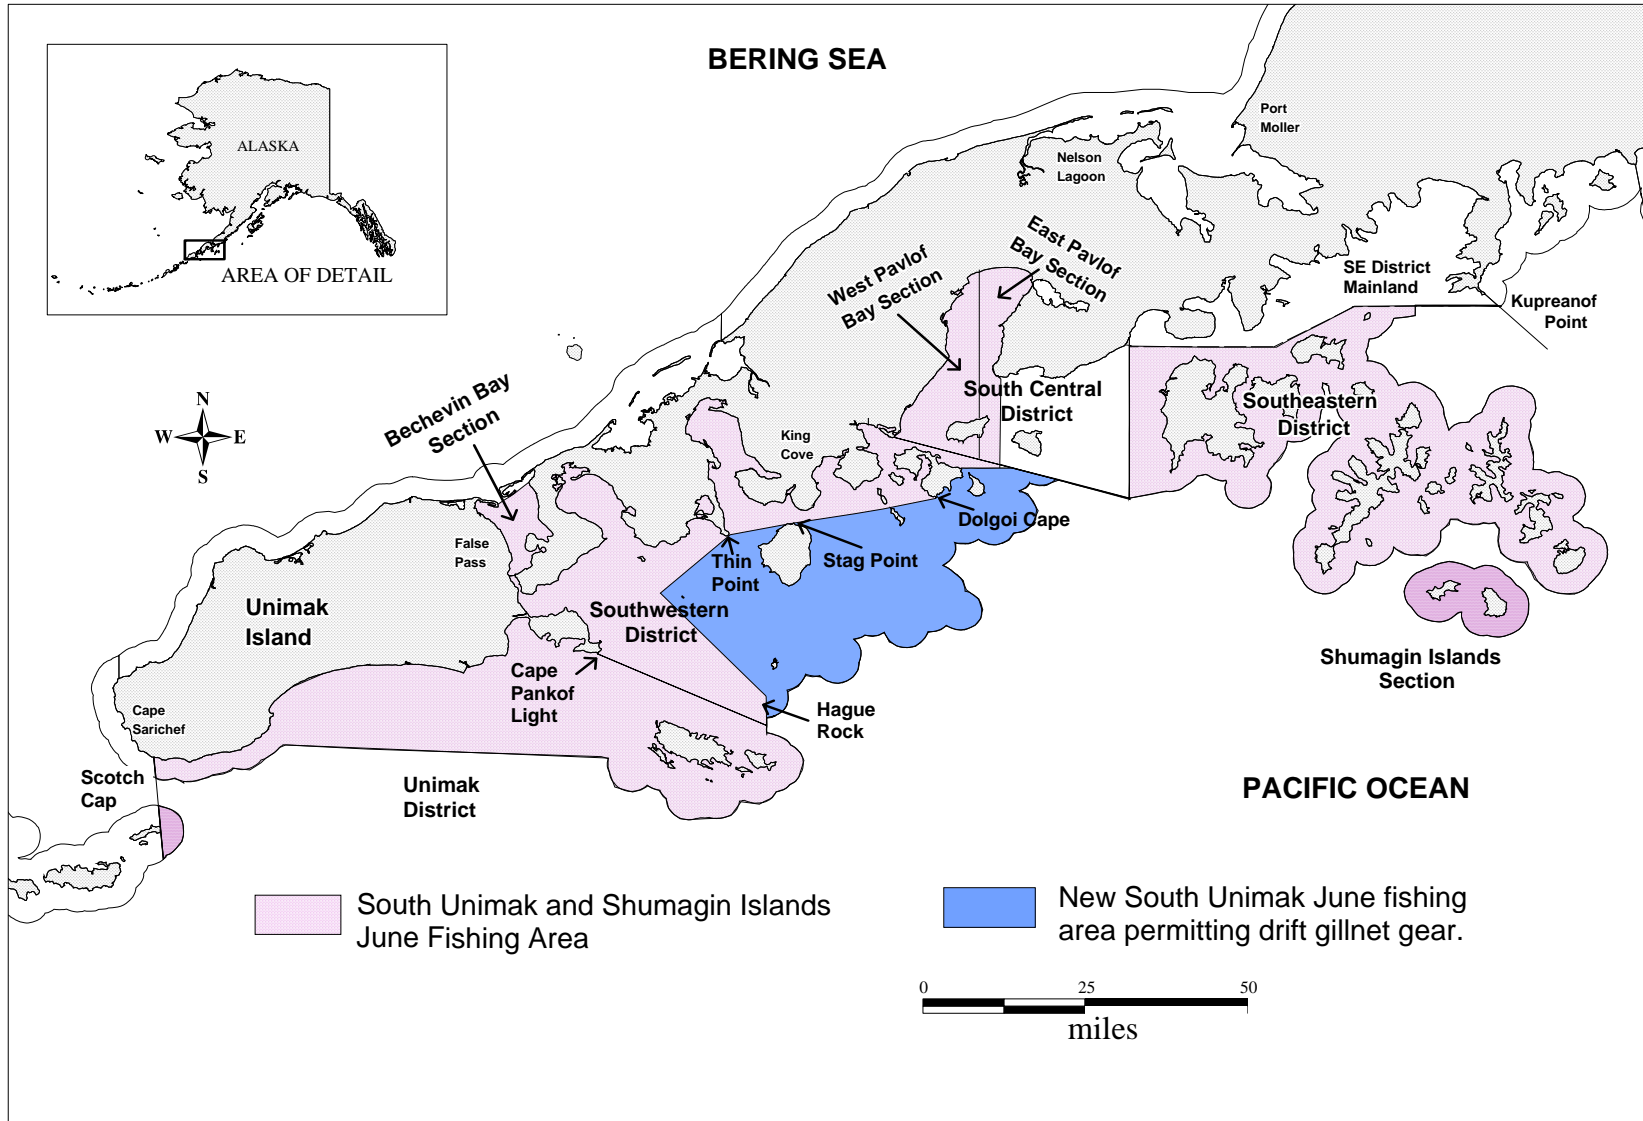 BERING SEA
ALASKA
AREA OF DETAIL
Port
Moller
Nelson
Lagoon
East Pavlof
Bay Section
West Pavlof
Bay Section
SE District
Mainland
Kupreanof
Point
N
W
E
S
Bechevin Bay
Section
South Central
District
Southeastern
District
King
Cove
Dolgoi Cape
Stag Point
Thin
Point
False
Pass
Unimak
Island
Southwestern
District
Cape
Pankof
Light
Hague
Rock
Shumagin Islands
Section
Cape
Sarichef
Scotch
Cap
Unimak
District
PACIFIC OCEAN
South Unimak and Shumagin Islands
June Fishing Area
New South Unimak June fishing
area permitting drift gillnet gear.
0
25
50
miles